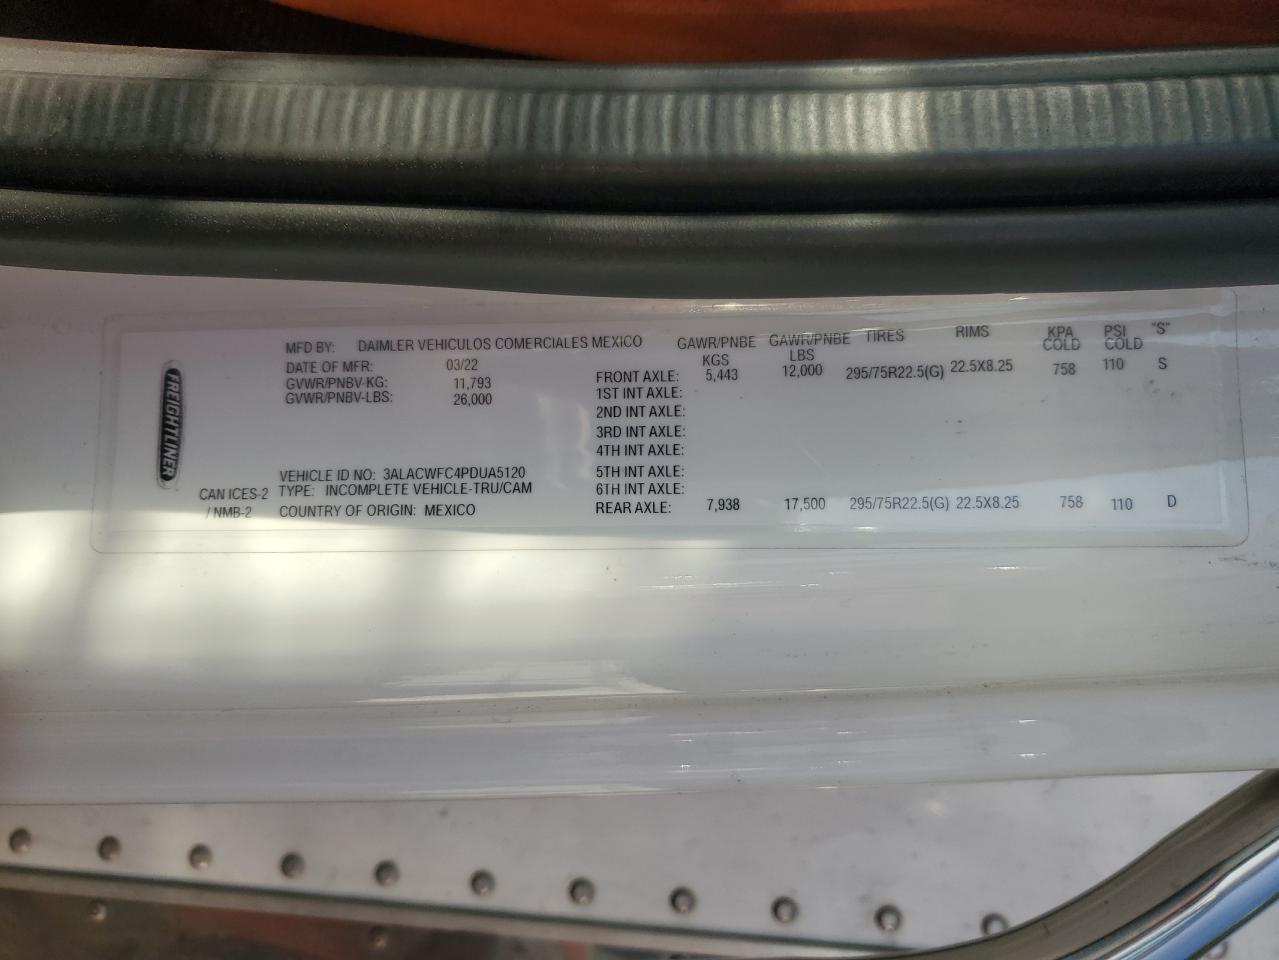 FREIGHTLINER
MFD BY: DAIMLER VEHICULOS COMERCIALES MEXICO
DATE OF MFR: 03/22
GVWR/PNBV-KG: 11,793
GVWR/PNBV-LBS: 26,000
VEHICLE ID NO: 3ALACWFC4PDUA5120
CAN ICES-2 TYPE: INCOMPLETE VEHICLE-TRU/CAM
/ NMB-2 COUNTRY OF ORIGIN: MEXICO
GAWR/PNBE GAWR/PNBE TIRES RIMS KPA PSI "S"
KGS LBS COLD COLD
FRONT AXLE: 5,443 12,000 295/75R22.5(G) 22.5X8.25 758 110 S
1ST INT AXLE:
2ND INT AXLE:
3RD INT AXLE:
4TH INT AXLE:
5TH INT AXLE:
6TH INT AXLE:
REAR AXLE: 7,938 17,500 295/75R22.5(G) 22.5X8.25 758 110 D